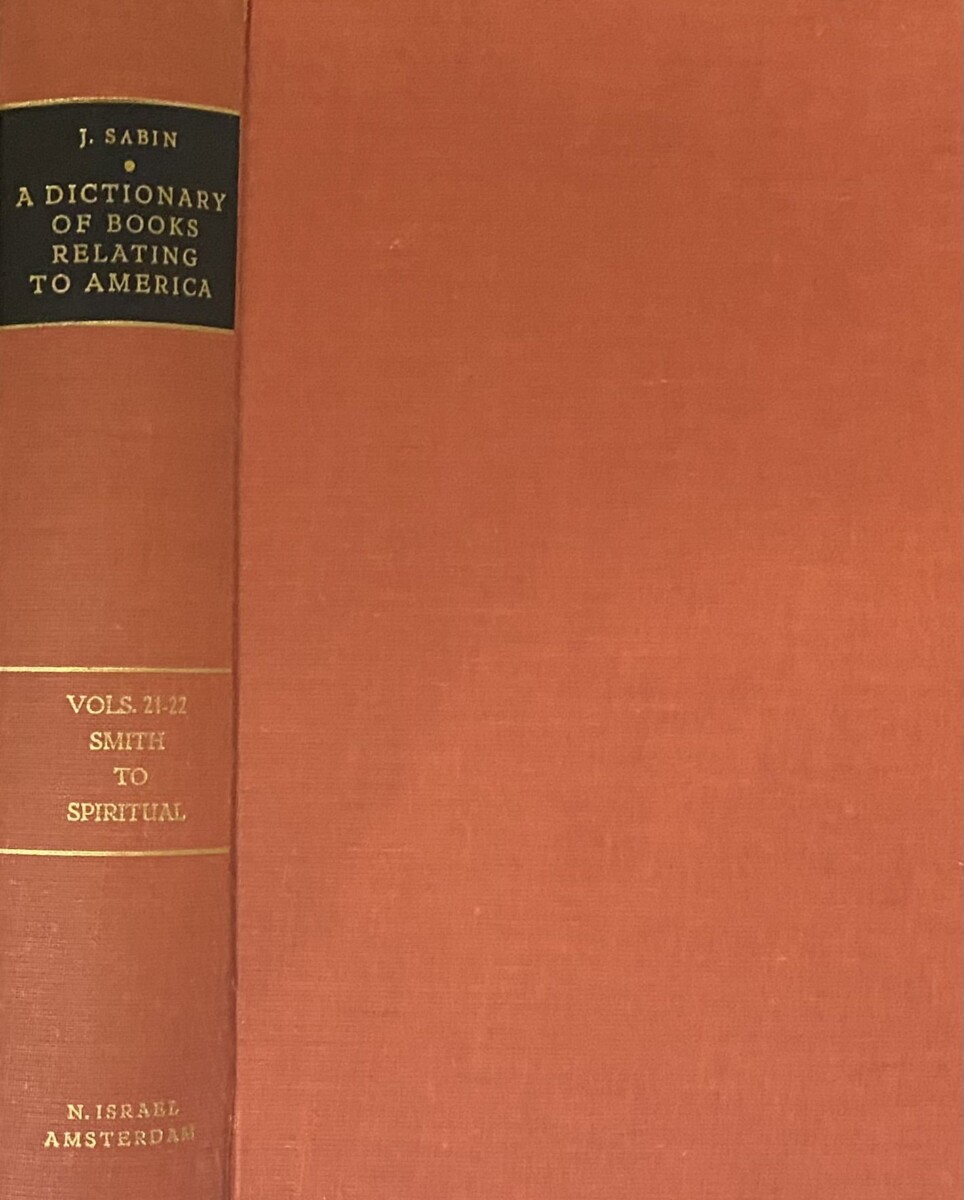 J. SABIN
A DICTIONARY
OF BOOKS
RELATING
TO AMERICA
VOLS. 21-22
SMITH
TO
SPIRITUAL
N. ISRAEL
AMSTERDAM